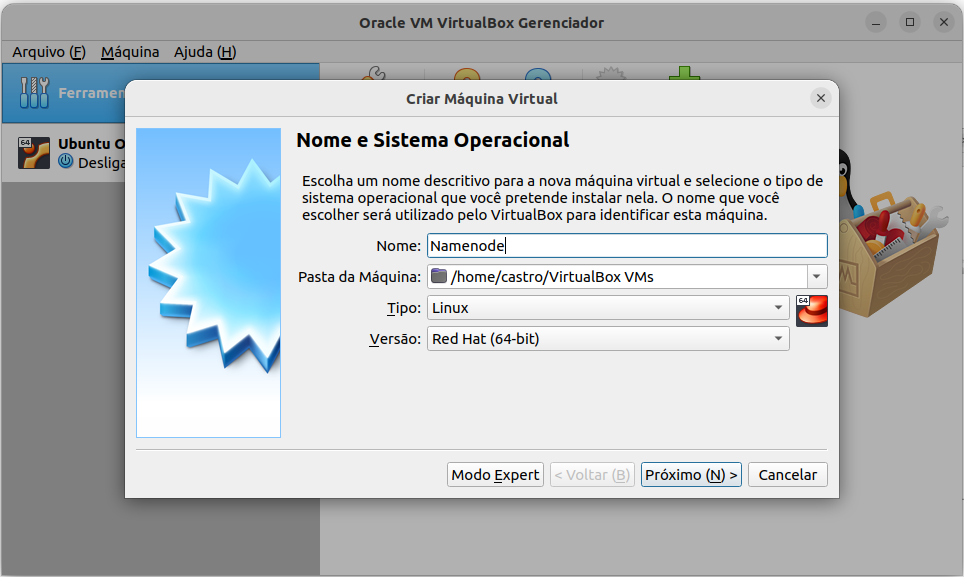 Oracle VM VirtualBox Gerenciador
Arquivo (F) Máquina Ajuda (H)
Ferramen
64
Ubuntu O
Desliga
Criar Máquina Virtual
Nome e Sistema Operacional
Escolha um nome descritivo para a nova máquina virtual e selecione o tipo de
sistema operacional que você pretende instalar nela. O nome que você
escolher será utilizado pelo VirtualBox para identificar esta máquina.
Nome: Namenode
Pasta da Máquina: /home/castro/VirtualBox VMs
Tipo: Linux
64
Versão: Red Hat (64-bit)
Modo Expert < Voltar (B) Próximo (N) > Cancelar